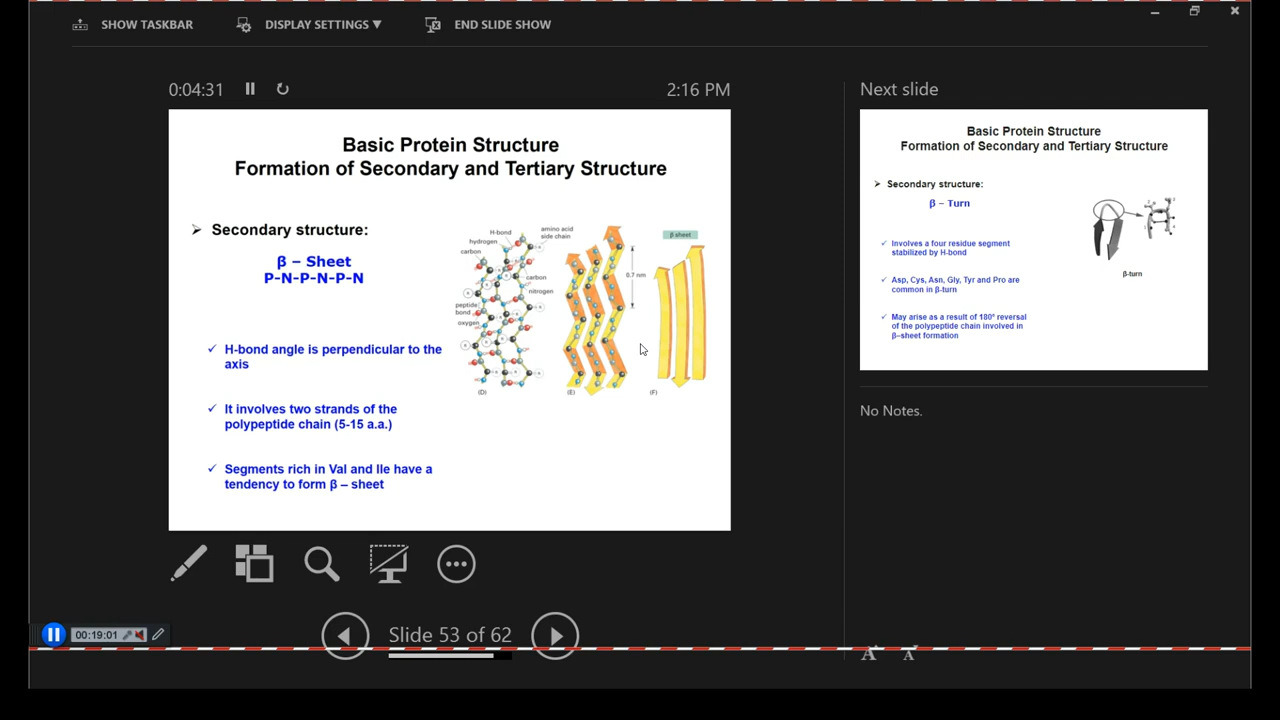 SHOW TASKBAR
DISPLAY SETTINGS ▼
END SLIDE SHOW
0:04:31
2:16 PM
Basic Protein Structure
Formation of Secondary and Tertiary Structure
➢ Secondary structure:
β – Sheet
P-N-P-N-P-N
✓ H-bond angle is perpendicular to the
axis
✓ It involves two strands of the
polypeptide chain (5-15 a.a.)
✓ Segments rich in Val and Ile have a
tendency to form β – sheet
H-bond
amino acid
side chain
hydrogen
carbon
carbon
nitrogen
peptide
bond
oxygen
0.7 nm
β sheet
(D)
(E)
(F)
Next slide
Basic Protein Structure
Formation of Secondary and Tertiary Structure
➢ Secondary structure:
β – Turn
✓ Involves a four residue segment
stabilized by H-bond
✓ Asp, Cys, Asn, Gly, Tyr and Pro are
common in β-turn
✓ May arise as a result of 180º reversal
of the polypeptide chain involved in
β–sheet formation
β-turn
No Notes.
00:19:01
Slide 53 of 62
A A